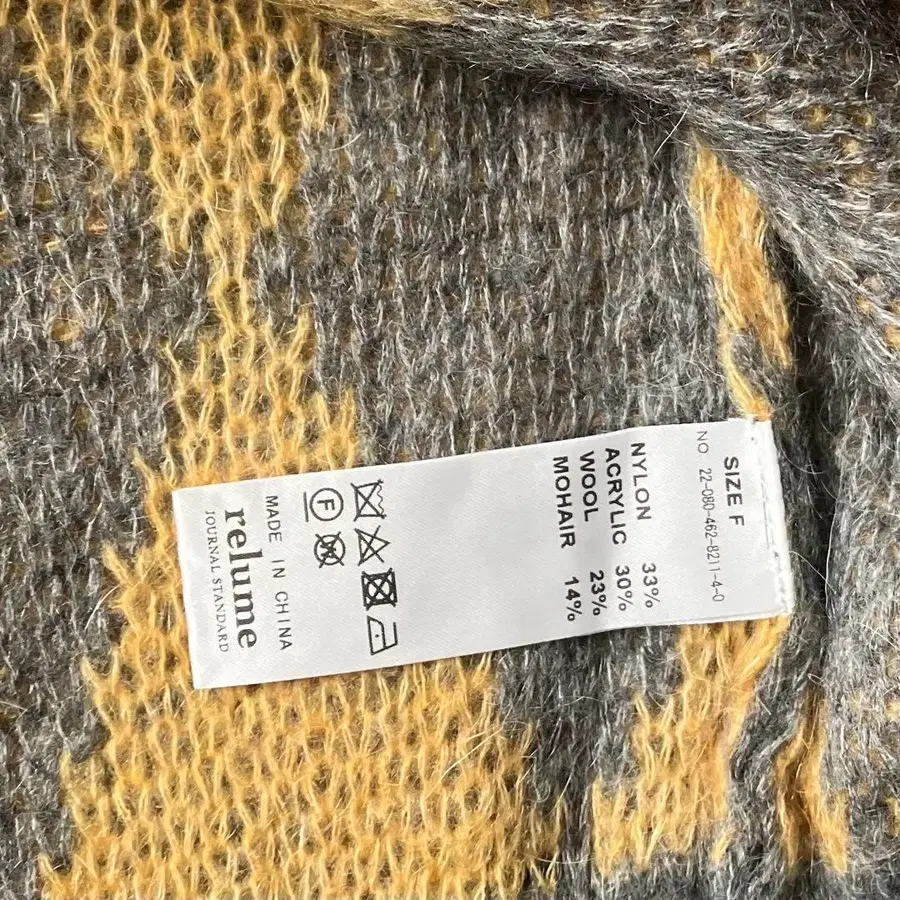 SIZE F
NO 22-080-462-8211-4-0
NYLON 33%
ACRYLIC 30%
WOOL 23%
MOHAIR 14%
F
MADE IN CHINA
relume
JOURNAL STANDARD